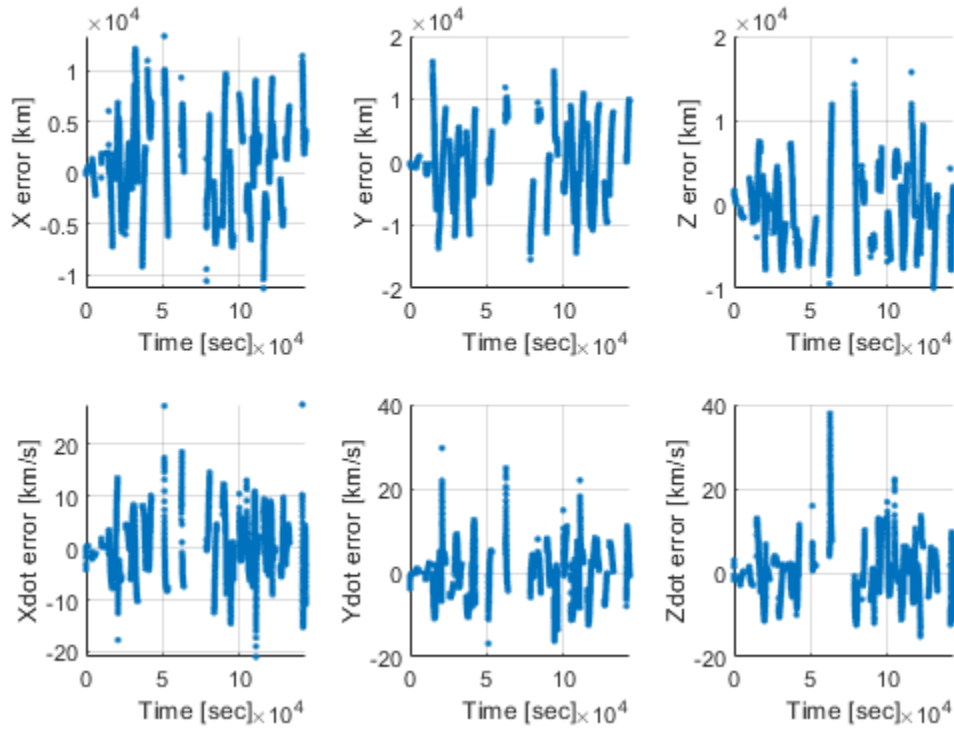 ×10⁴
X error [km]
1
0.5
0
-0.5
-1
0 5 10
Time [sec] ×10⁴
×10⁴
Y error [km]
2
1
0
-1
-2
0 5 10
Time [sec] ×10⁴
×10⁴
Z error [km]
2
1
0
-1
0 5 10
Time [sec] ×10⁴
Xdot error [km/s]
20
10
0
-10
-20
0 5 10
Time [sec] ×10⁴
Ydot error [km/s]
40
20
0
-20
0 5 10
Time [sec] ×10⁴
Zdot error [km/s]
40
20
0
-20
0 5 10
Time [sec] ×10⁴